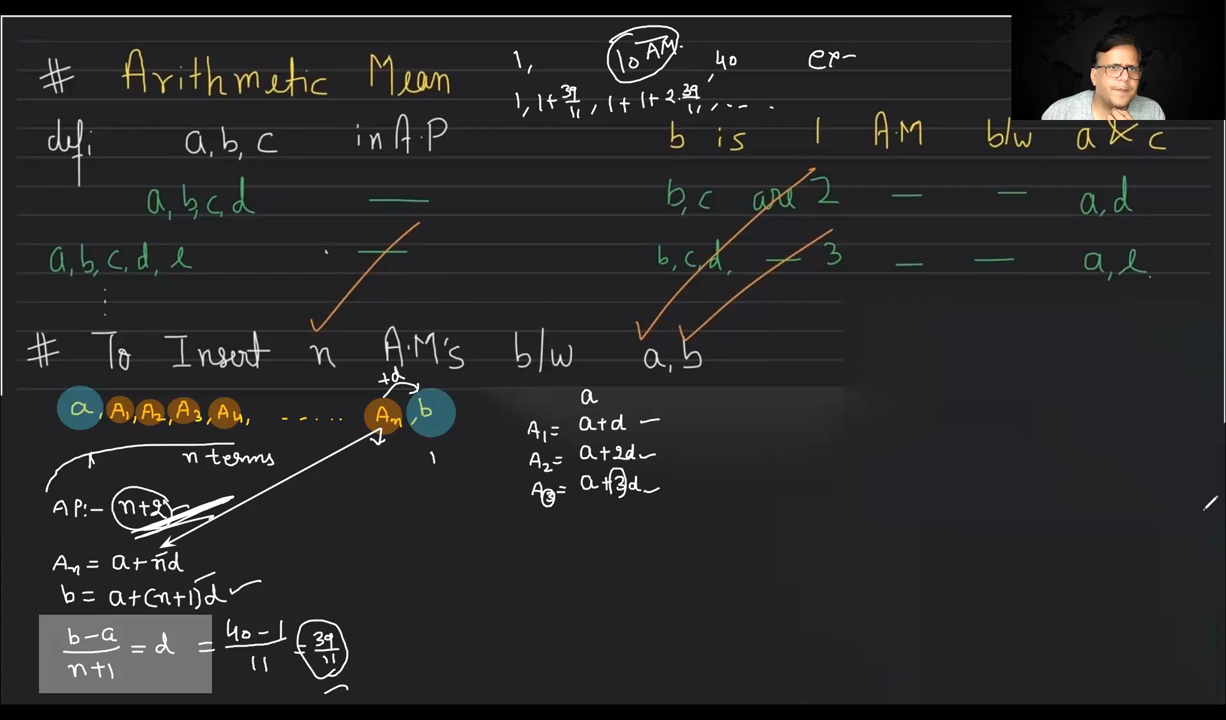 # Arithmetic Mean
1, 10 AM, 40 ex-
1, 1 + 39/11, 1 + 1 + 2.39/11, ....
def: a, b, c in A.P b is 1 A.M b/w a & c
a, b, c, d — b, c are 2 — — a, d
a, b, c, d, e — b, c, d, — 3 — — a, e.
# To Insert n A.M's b/w a, b
+d
a, A1, A2, A3, A4, ...... An, b
n terms
AP:- n+2
An = a + nd
b = a + (n+1)d
b-a/n+1 = d = 40-1/11 = 39/11
a
A1 = a+d
A2 = a+2d
A3 = a+3d